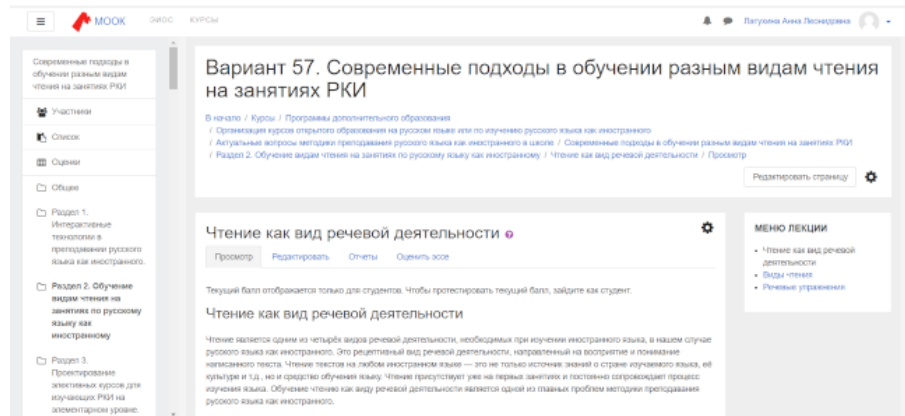 МООК ЭИОС КУРСЫ
Современные подходы в
обучении разным видам
чтения на занятиях РКИ
Участники
Список
Оценки
Общее
Раздел 1.
Интерактивные
технологии в
преподавании русского
языка как иностранного.
Раздел 2. Обучение
видам чтения на
занятиях по русскому
языку как
иностранному
Раздел 3.
Проектирование
элективных курсов для
изучающих РКИ на
элементарном уровне.
Вариант 57. Современные подходы в обучении разным видам чтения
на занятиях РКИ
В начало / Курсы / Программы дополнительного образования
/ Организация курсов открытого образования на русском языке или по изучению русского языка как иностранного
/ Актуальные вопросы методики преподавания русского языка как иностранного в школе / Современные подходы в обучении разным видам чтения на занятиях РКИ
/ Раздел 2. Обучение видам чтения на занятиях по русскому языку как иностранному / Чтение как вид речевой деятельности / Просмотр
Редактировать страницу
Чтение как вид речевой деятельности
Просмотр Редактировать Отчеты Оценить эссе
Текущий балл отображается только для студентов. Чтобы протестировать текущий балл, зайдите как студент.
Чтение как вид речевой деятельности
Чтение является одним из четырёх видов речевой деятельности, необходимых при изучении иностранного языка, в нашем случае
русского языка как иностранного. Это рецептивный вид речевой деятельности, направленный на восприятие и понимание
написанного текста. Чтение текстов на любом иностранном языке — это не только источник знаний о стране изучаемого языка, её
культуре и т.д., но и средство обучения языку. Чтение присутствует уже на первых занятиях и постоянно сопровождает процесс
изучения языка. Обучение чтению как виду речевой деятельности является одной из главных проблем методики преподавания
русского языка как иностранного.
МЕНЮ ЛЕКЦИИ
Чтение как вид речевой
деятельности
Виды чтения
Речевые упражнения